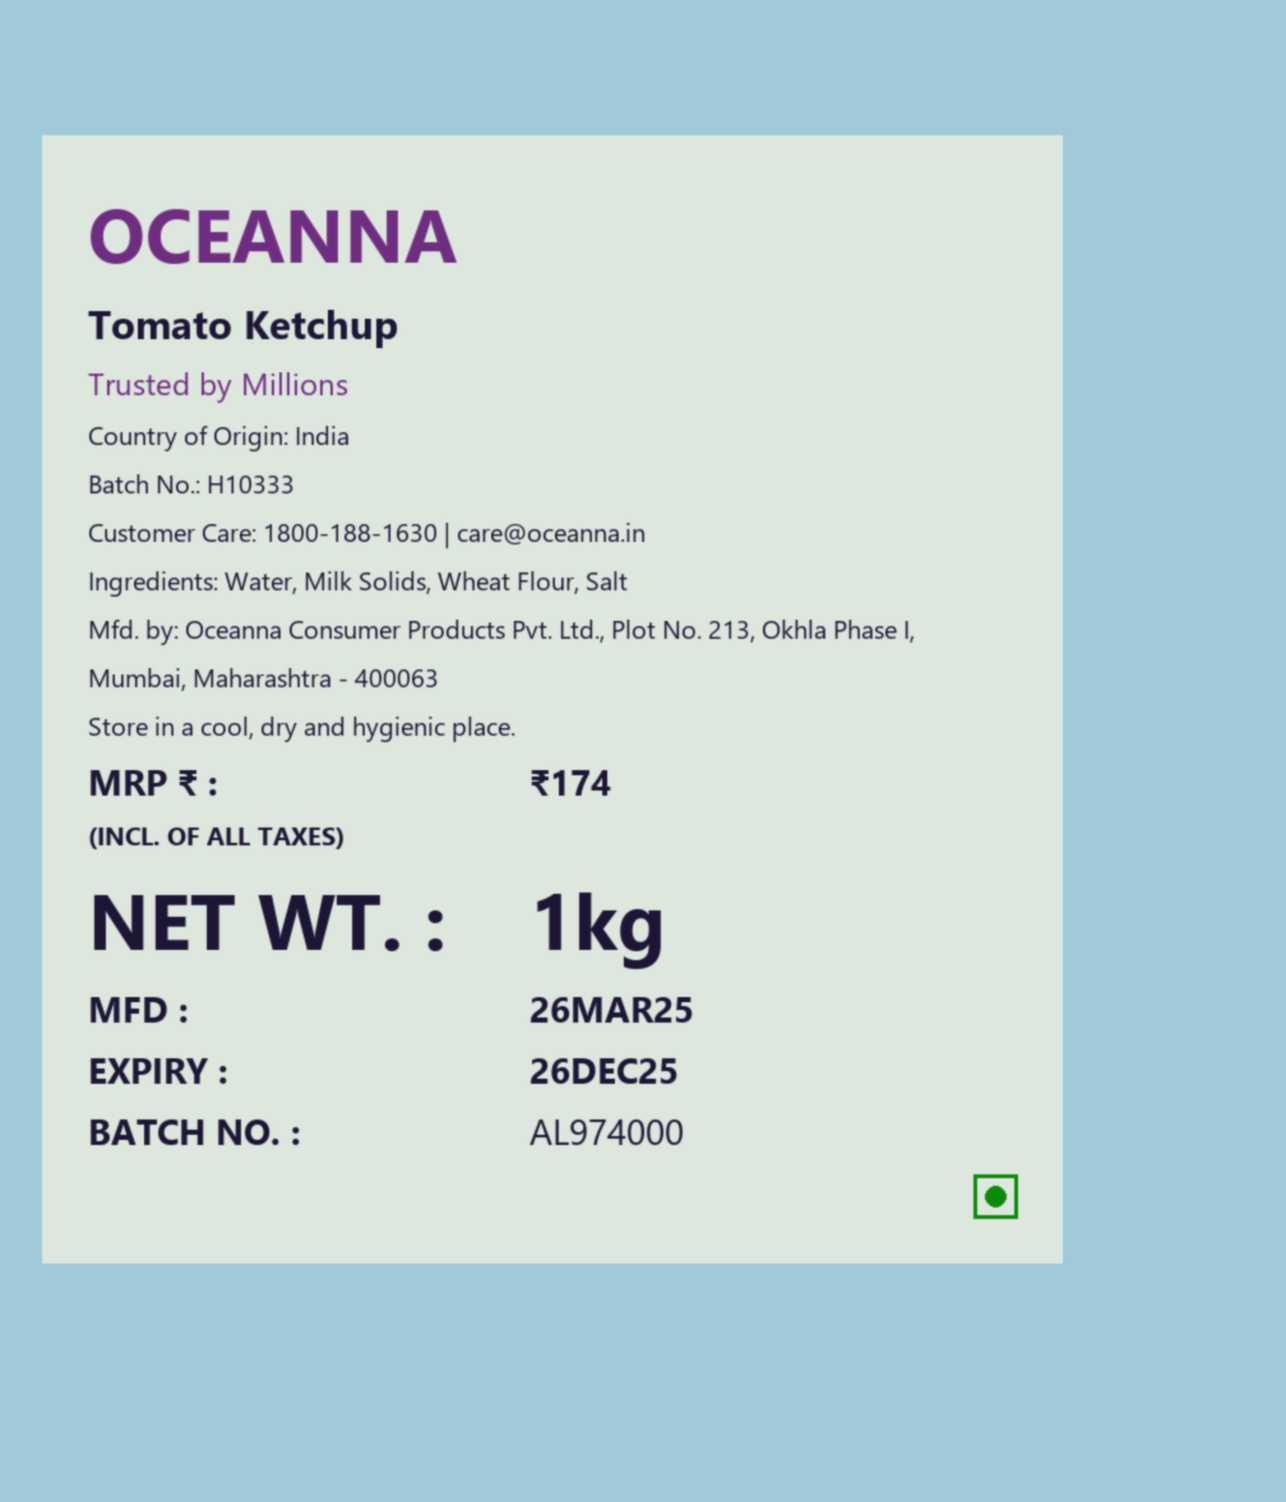 OCEANNA
Tomato Ketchup
Trusted by Millions
Country of Origin: India
Batch No.: H10333
Customer Care: 1800-188-1630 | care@oceanna.in
Ingredients: Water, Milk Solids, Wheat Flour, Salt
Mfd. by: Oceanna Consumer Products Pvt. Ltd., Plot No. 213, Okhla Phase I,
Mumbai, Maharashtra - 400063
Store in a cool, dry and hygienic place.
MRP ₹ : ₹174
(INCL. OF ALL TAXES)
NET WT. : 1kg
MFD : 26MAR25
EXPIRY : 26DEC25
BATCH NO. : AL974000